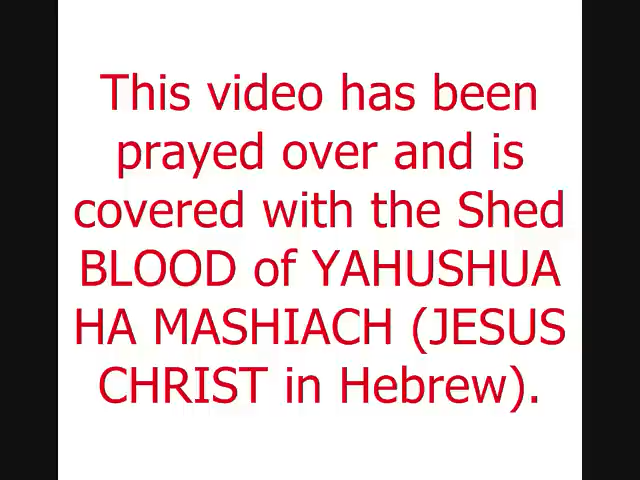 This video has been
prayed over and is
covered with the Shed
BLOOD of YAHUSHUA
HA MASHIACH (JESUS
CHRIST in Hebrew).